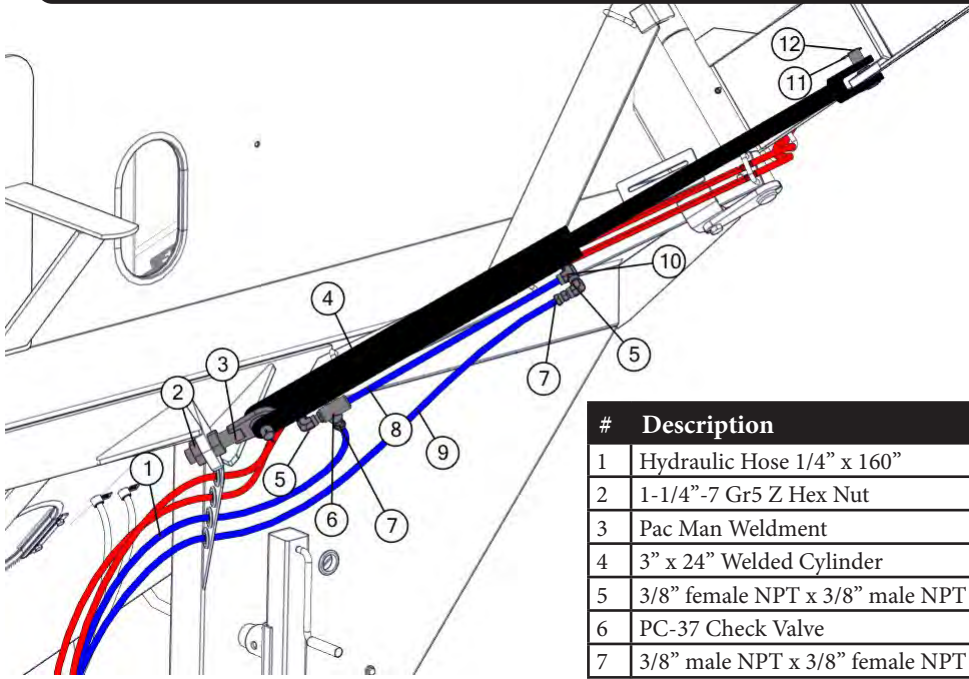 12
11
10
4
5
7
3
2
8
9
1
5
6
7
# Description
1 Hydraulic Hose 1/4” x 160”
2 1-1/4”-7 Gr5 Z Hex Nut
3 Pac Man Weldment
4 3” x 24” Welded Cylinder
5 3/8” female NPT x 3/8” male NPT
6 PC-37 Check Valve
7 3/8” male NPT x 3/8” female NPT